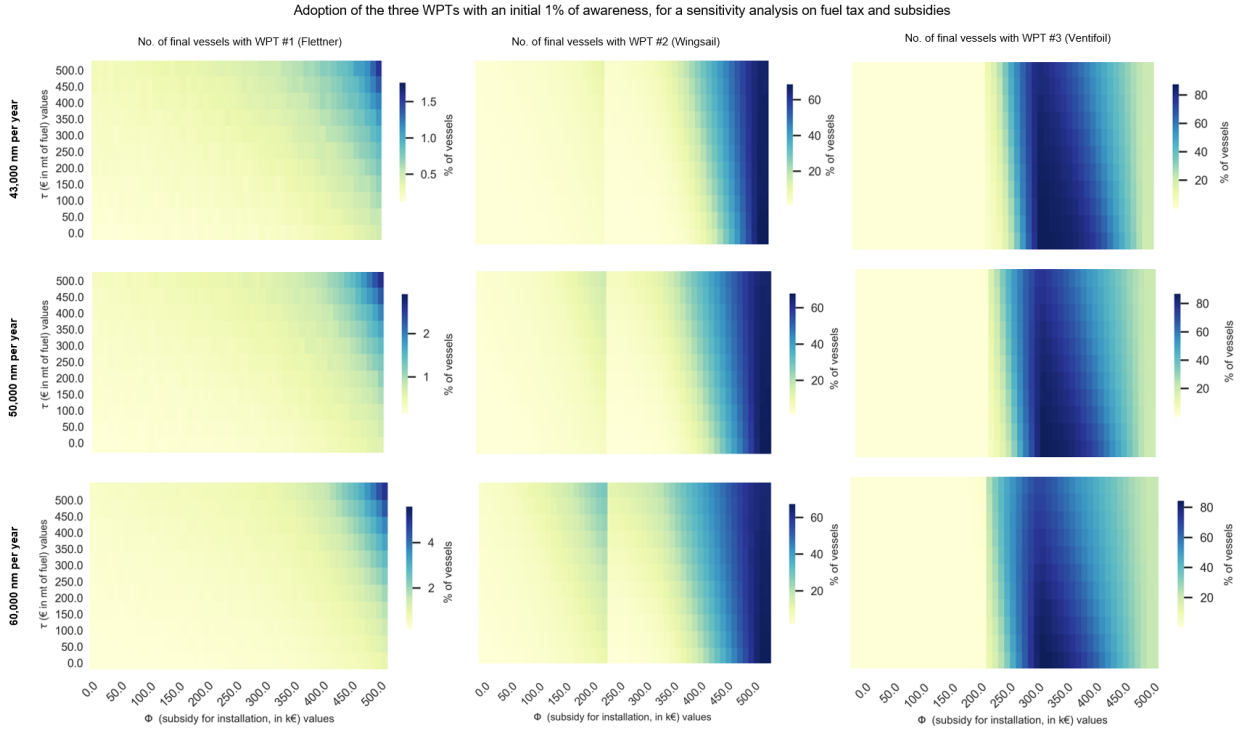 Adoption of the three WPTs with an initial 1% of awareness, for a sensitivity analysis on fuel tax and subsidies
No. of final vessels with WPT #1 (Flettner)
No. of final vessels with WPT #2 (Wingsail)
No. of final vessels with WPT #3 (Ventifoil)
43,000 nm per year
τ (€ in mt of fuel) values
500.0
450.0
400.0
350.0
300.0
250.0
200.0
150.0
100.0
50.0
0.0
1.5
1.0
0.5
% of vessels
60
40
20
% of vessels
80
60
40
20
% of vessels
50,000 nm per year
τ (€ in mt of fuel) values
500.0
450.0
400.0
350.0
300.0
250.0
200.0
150.0
100.0
50.0
0.0
2
1
% of vessels
60
40
20
% of vessels
80
60
40
20
% of vessels
60,000 nm per year
τ (€ in mt of fuel) values
500.0
450.0
400.0
350.0
300.0
250.0
200.0
150.0
100.0
50.0
0.0
4
2
% of vessels
60
40
20
% of vessels
80
60
40
20
% of vessels
0.0 50.0 100.0 150.0 200.0 250.0 300.0 350.0 400.0 450.0 500.0
Φ (subsidy for installation, in k€) values
0.0 50.0 100.0 150.0 200.0 250.0 300.0 350.0 400.0 450.0 500.0
Φ (subsidy for installation, in k€) values
0.0 50.0 100.0 150.0 200.0 250.0 300.0 350.0 400.0 450.0 500.0
Φ (subsidy for installation, in k€) values